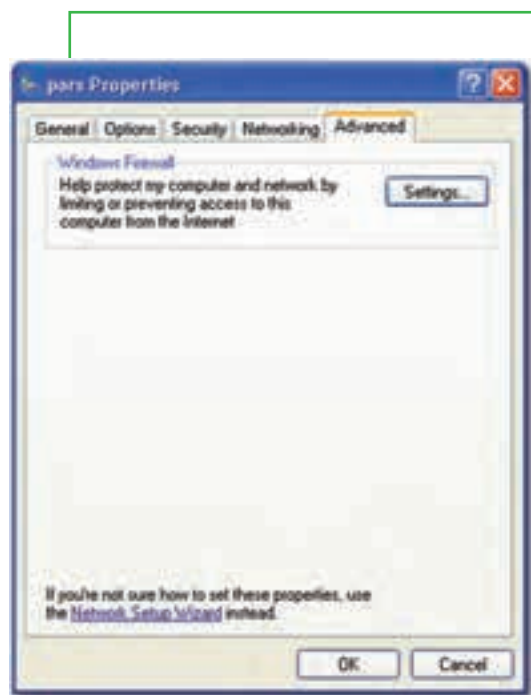 pars Properties
General Options Security Networking Advanced
Windows Firewall
Help protect my computer and network by
limiting or preventing access to this
computer from the Internet
Settings...
If you're not sure how to set these properties, use
the Network Setup Wizard instead.
OK Cancel